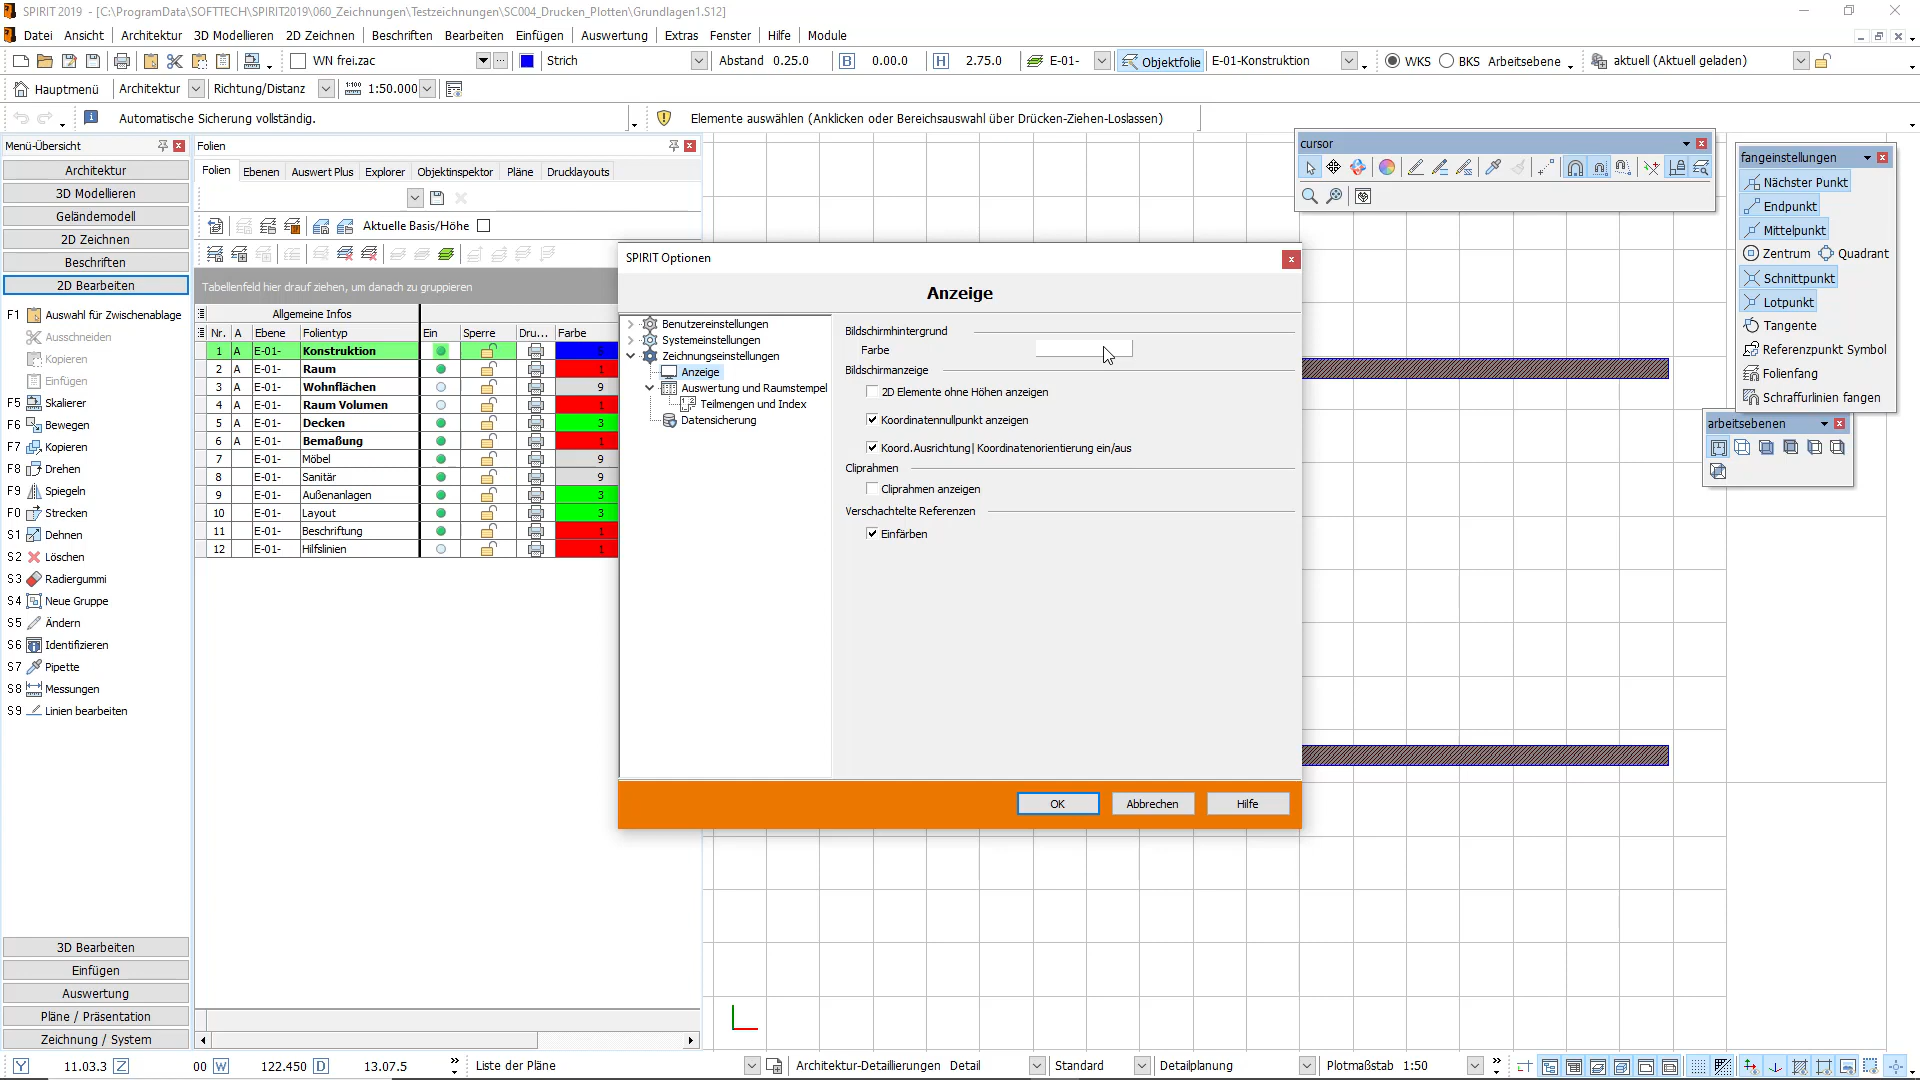 SPIRIT 2019 - [C:\ProgramData\SOFTTECH\SPIRIT2019\060_Zeichnungen\Testzeichnungen\SC004_Drucken_Plotten\Grundlagen1.S12]
Datei Ansicht Architektur 3D Modellieren 2D Zeichnen Beschriften Bearbeiten Einfügen Auswertung Extras Fenster Hilfe Module
WN frei.zac Strich Abstand 0.25.0 B 0.00.0 H 2.75.0 E-01- Objektfolie E-01-Konstruktion WKS BKS Arbeitsebene aktuell (Aktuell geladen)
Hauptmenü Architektur Richtung/Distanz 1:100 1:50.000
Automatische Sicherung vollständig. Elemente auswählen (Anklicken oder Bereichsauswahl über Drücken-Ziehen-Loslassen)
Menü-Übersicht
Architektur
3D Modellieren
Geländemodell
2D Zeichnen
Beschriften
2D Bearbeiten
F1 Auswahl für Zwischenablage
Ausschneiden
Kopieren
Einfügen
F5 Skalierer
F6 Bewegen
F7 Kopieren
F8 Drehen
F9 Spiegeln
F0 Strecken
S1 Dehnen
S2 Löschen
S3 Radiergummi
S4 Neue Gruppe
S5 Ändern
S6 Identifizieren
S7 Pipette
S8 Messungen
S9 Linien bearbeiten
3D Bearbeiten
Einfügen
Auswertung
Pläne / Präsentation
Zeichnung / System
Folien
Folien Ebenen Auswert Plus Explorer Objektinspektor Pläne Drucklayouts
Aktuelle Basis/Höhe
Tabellenfeld hier drauf ziehen, um danach zu gruppieren
Allgemeine Infos
Nr. A Ebene Folientyp Ein Sperre Dru... Farbe
1 A E-01- Konstruktion
2 A E-01- Raum 1
3 A E-01- Wohnflächen 9
4 A E-01- Raum Volumen 1
5 A E-01- Decken 3
6 A E-01- Bemaßung 1
7 E-01- Möbel 9
8 E-01- Sanitär 9
9 E-01- Außenanlagen 3
10 E-01- Layout 3
11 E-01- Beschriftung 1
12 E-01- Hilfslinien 1
SPIRIT Optionen
Anzeige
Benutzereinstellungen
Systemeinstellungen
Zeichnungseinstellungen
Anzeige
Auswertung und Raumstempel
Teilmengen und Index
Datensicherung
Bildschirmhintergrund
Farbe
Bildschirmanzeige
2D Elemente ohne Höhen anzeigen
Koordinatennullpunkt anzeigen
Koord.Ausrichtung| Koordinatenorientierung ein/aus
Cliprahmen
Cliprahmen anzeigen
Verschachtelte Referenzen
Einfärben
OK Abbrechen Hilfe
cursor
fangeinstellungen
Nächster Punkt
Endpunkt
Mittelpunkt
Zentrum Quadrant
Schnittpunkt
Lotpunkt
Tangente
Referenzpunkt Symbol
Folienfang
Schraffurlinien fangen
arbeitsebenen
Y 11.03.3 Z 00 W 122.450 D 13.07.5 Liste der Pläne Architektur-Detaillierungen Detail Standard Detailplanung Plotmaßstab 1:50